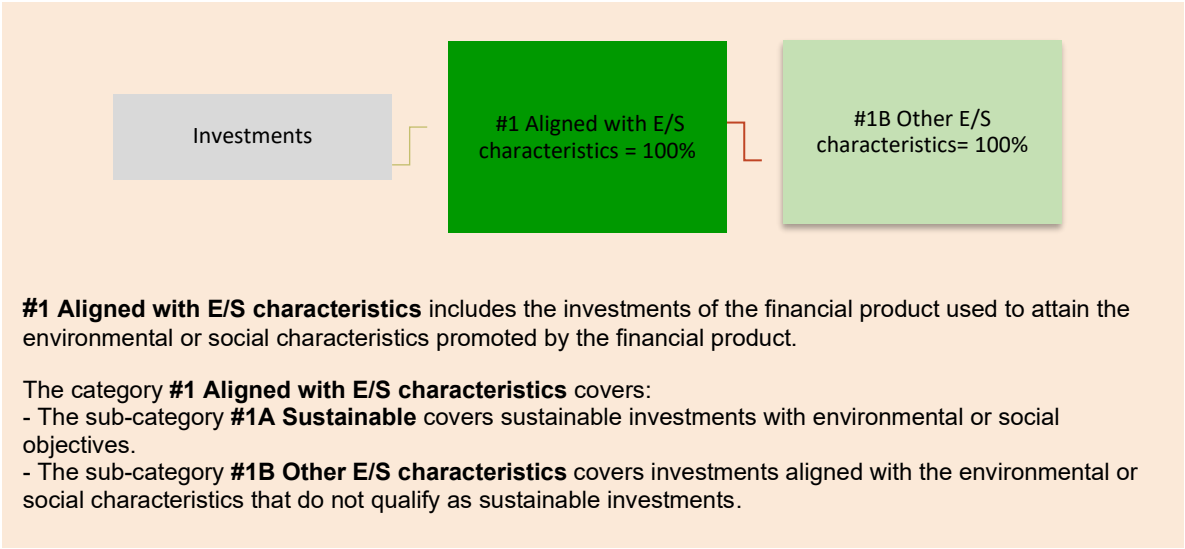 Investments
#1 Aligned with E/S
characteristics = 100%
#1B Other E/S
characteristics= 100%
#1 Aligned with E/S characteristics includes the investments of the financial product used to attain the
environmental or social characteristics promoted by the financial product.
The category #1 Aligned with E/S characteristics covers:
- The sub-category #1A Sustainable covers sustainable investments with environmental or social
objectives.
- The sub-category #1B Other E/S characteristics covers investments aligned with the environmental or
social characteristics that do not qualify as sustainable investments.